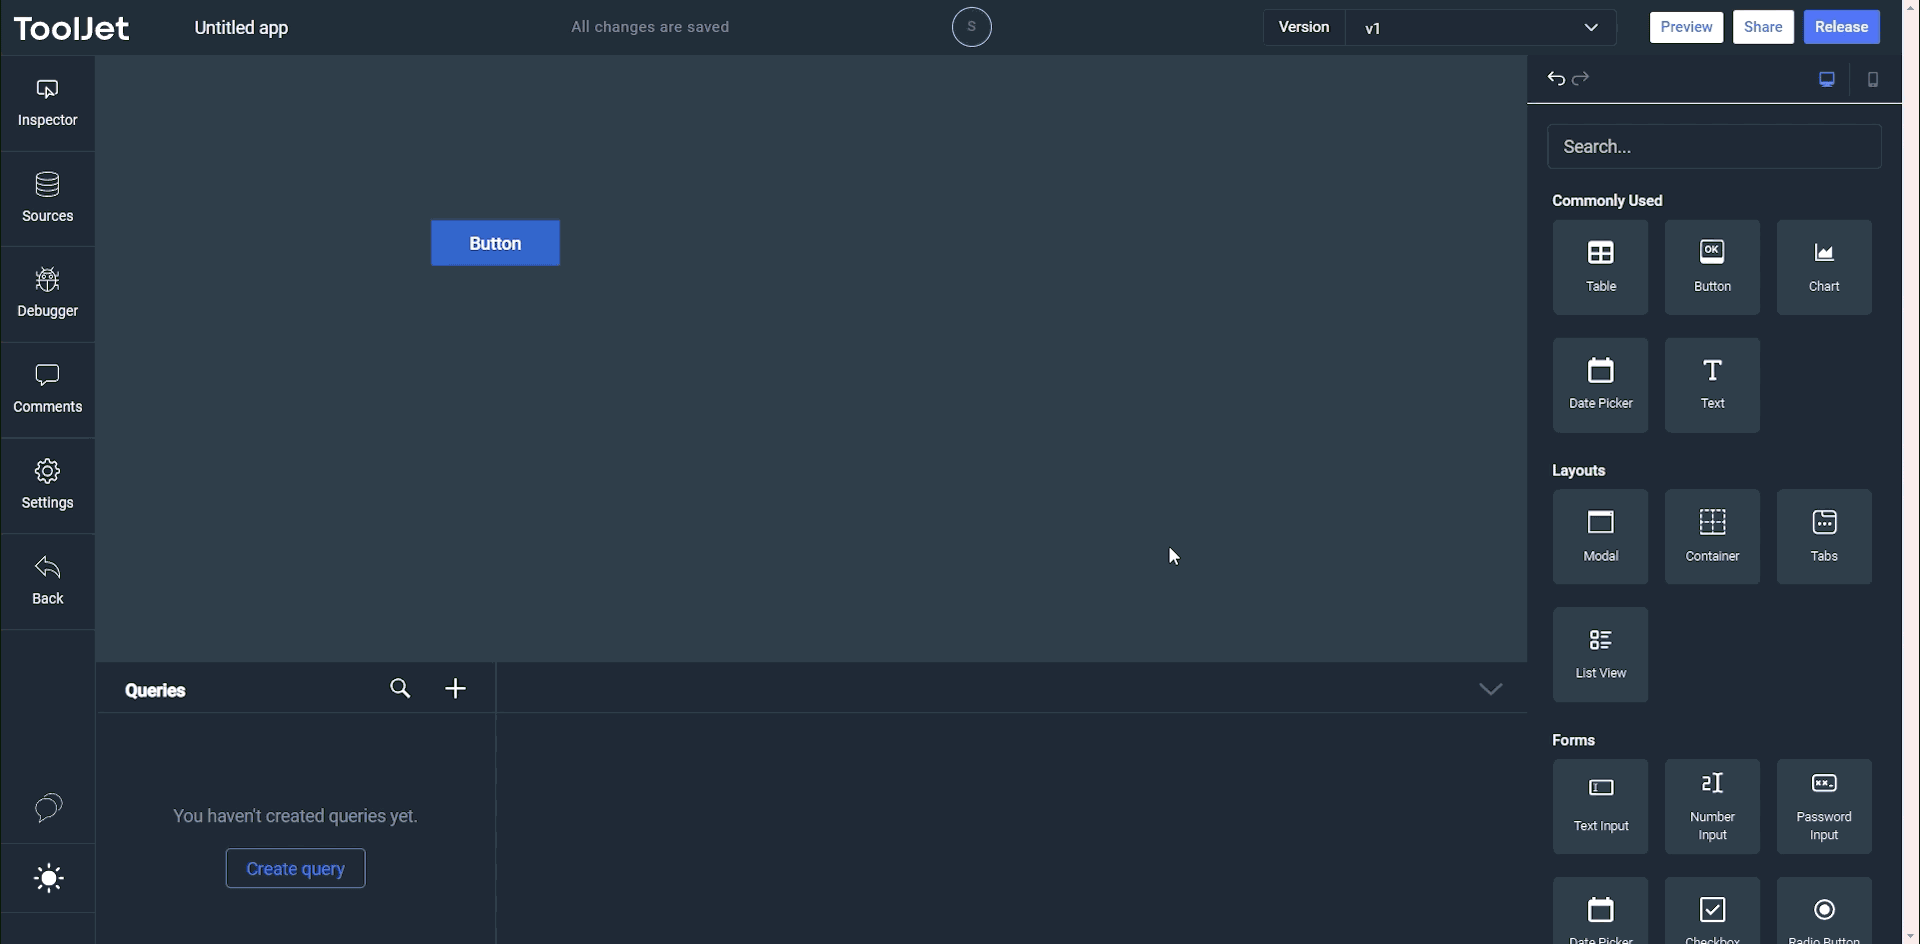 ToolJet
Untitled app
All changes are saved
S
Version
v1
Preview
Share
Release
Inspector
Sources
Debugger
Comments
Settings
Back
Button
Queries
You haven't created queries yet.
Create query
Search...
Commonly Used
OK
Table
Button
Chart
Date Picker
Text
Layouts
Modal
Container
Tabs
List View
Forms
Text Input
Number
Input
Password
Input
Date Picker
Checkbox
Radio Button